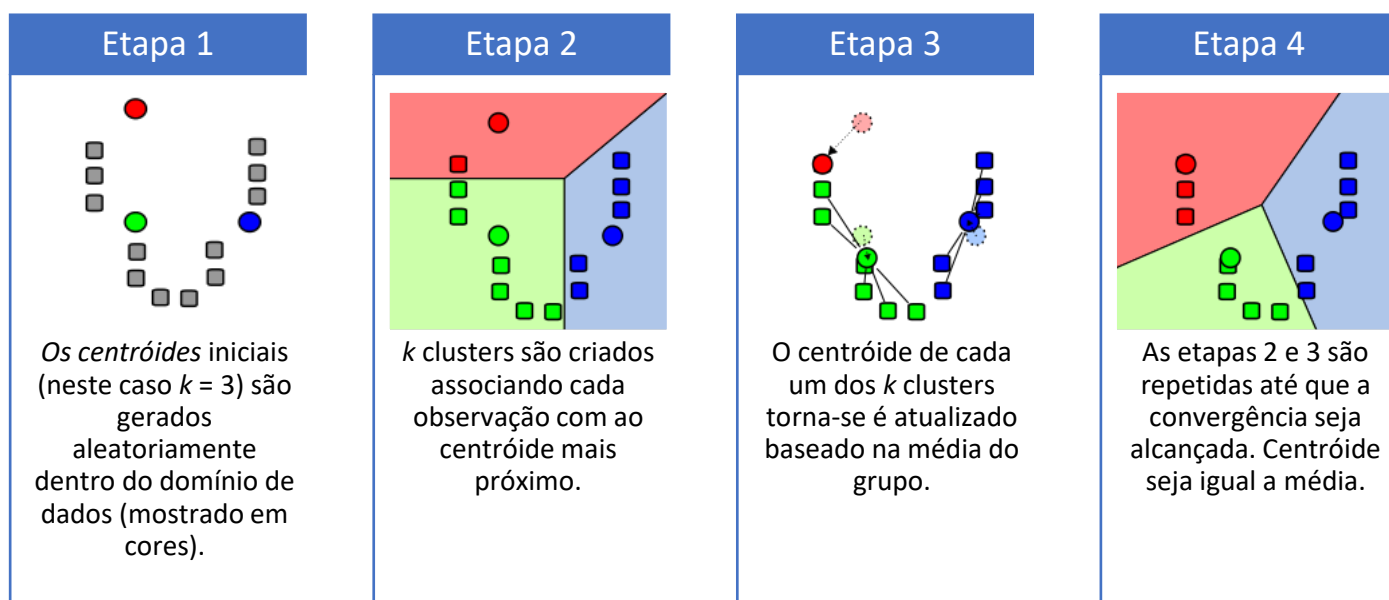 Etapa 1
Os centróides iniciais
(neste caso k = 3) são
gerados
aleatoriamente
dentro do domínio de
dados (mostrado em
cores).
Etapa 2
k clusters são criados
associando cada
observação com ao
centróide mais
próximo.
Etapa 3
O centróide de cada
um dos k clusters
torna-se é atualizado
baseado na média do
grupo.
Etapa 4
As etapas 2 e 3 são
repetidas até que a
convergência seja
alcançada. Centróide
seja igual a média.